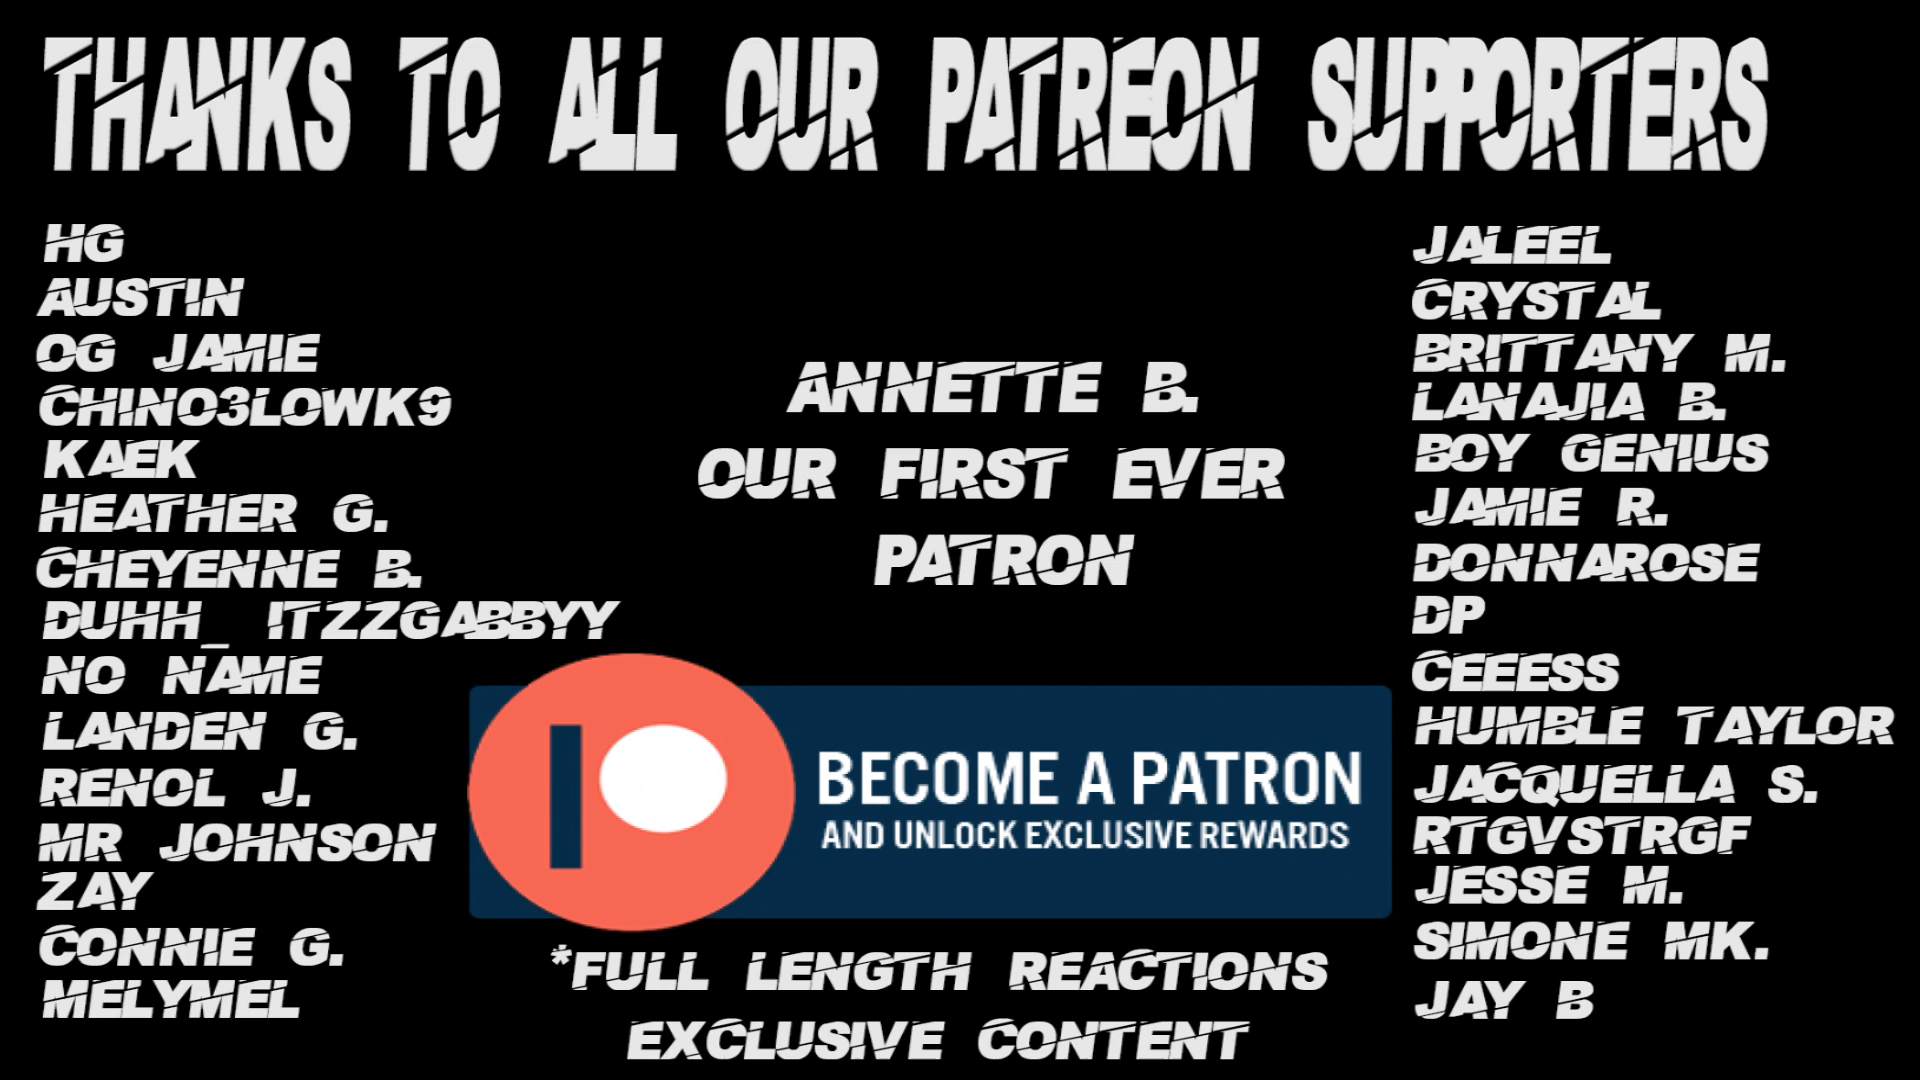 THANKS TO ALL OUR PATREON SUPPORTERS
HG
AUSTIN
OG JAMIE
CHINO3LOWK9
KAEK
HEATHER G.
CHEYENNE B.
DUHH_ ITZZGABBYY
NO NAME
LANDEN G.
RENOL J.
MR JOHNSON
ZAY
CONNIE G.
MELYMEL
ANNETTE B.
OUR FIRST EVER
PATRON
BECOME A PATRON
AND UNLOCK EXCLUSIVE REWARDS
*FULL LENGTH REACTIONS
EXCLUSIVE CONTENT
JALEEL
CRYSTAL
BRITTANY M.
LANAJIA B.
BOY GENIUS
JAMIE R.
DONNAROSE
DP
CEEESS
HUMBLE TAYLOR
JACQUELLA S.
RTGVSTRGF
JESSE M.
SIMONE MK.
JAY B